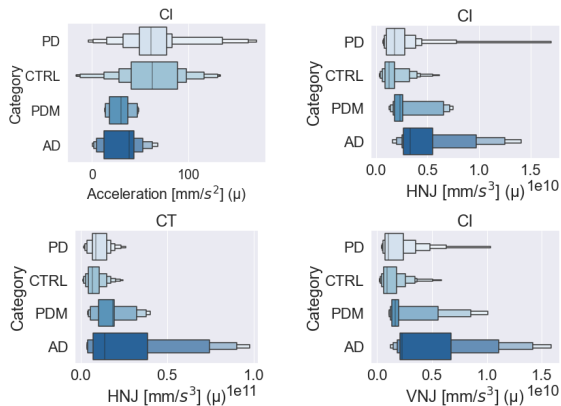 CI
PD
CTRL
PDM
AD
Category
0 100
Acceleration [mm/s²] (μ)
CI
PD
CTRL
PDM
AD
Category
0.0 0.5 1.0 1.5
1e10
HNJ [mm/s³] (μ)
CT
PD
CTRL
PDM
AD
Category
0.0 0.5 1.0
1e11
HNJ [mm/s³] (μ)
CI
PD
CTRL
PDM
AD
Category
0.0 0.5 1.0 1.5
1e10
VNJ [mm/s³] (μ)